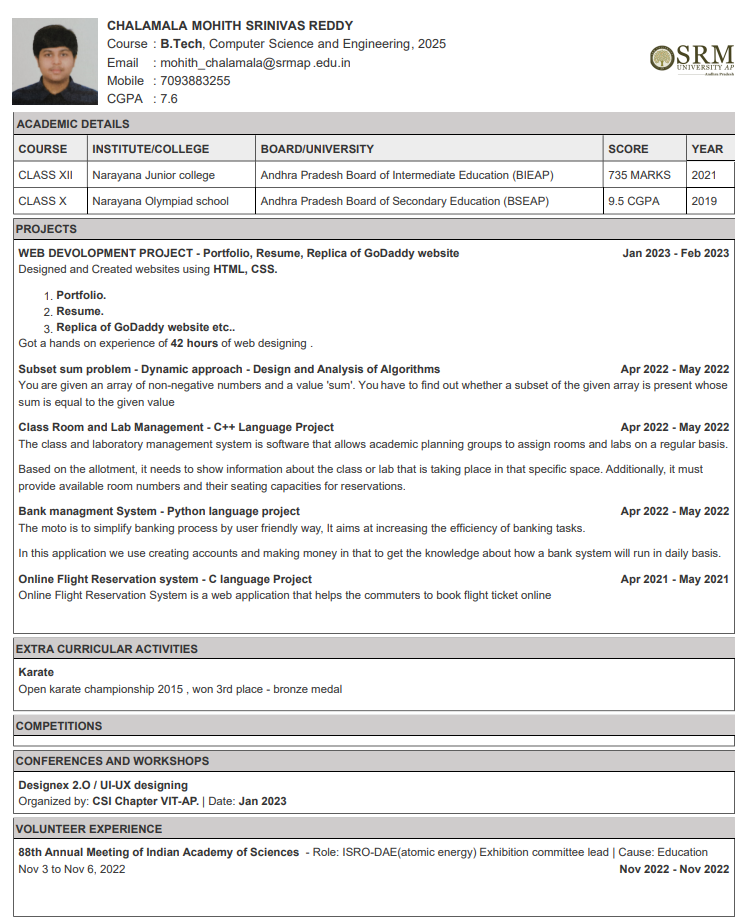 CHALAMALA MOHITH SRINIVAS REDDY
Course : B.Tech, Computer Science and Engineering, 2025
Email : mohith_chalamala@srmap .edu.in
Mobile : 7093883255
CGPA : 7.6
SRM
UNIVERSITY AP
Andhra Pradesh
ACADEMIC DETAILS
COURSE INSTITUTE/COLLEGE BOARD/UNIVERSITY SCORE YEAR
CLASS XII Narayana Junior college Andhra Pradesh Board of Intermediate Education (BIEAP) 735 MARKS 2021
CLASS X Narayana Olympiad school Andhra Pradesh Board of Secondary Education (BSEAP) 9.5 CGPA 2019
PROJECTS
WEB DEVOLOPMENT PROJECT - Portfolio, Resume, Replica of GoDaddy website Jan 2023 - Feb 2023
Designed and Created websites using HTML, CSS.
1. Portfolio.
2. Resume.
3. Replica of GoDaddy website etc..
Got a hands on experience of 42 hours of web designing .
Subset sum problem - Dynamic approach - Design and Analysis of Algorithms Apr 2022 - May 2022
You are given an array of non-negative numbers and a value 'sum'. You have to find out whether a subset of the given array is present whose
sum is equal to the given value
Class Room and Lab Management - C++ Language Project Apr 2022 - May 2022
The class and laboratory management system is software that allows academic planning groups to assign rooms and labs on a regular basis.
Based on the allotment, it needs to show information about the class or lab that is taking place in that specific space. Additionally, it must
provide available room numbers and their seating capacities for reservations.
Bank managment System - Python language project Apr 2022 - May 2022
The moto is to simplify banking process by user friendly way, It aims at increasing the efficiency of banking tasks.
In this application we use creating accounts and making money in that to get the knowledge about how a bank system will run in daily basis.
Online Flight Reservation system - C language Project Apr 2021 - May 2021
Online Flight Reservation System is a web application that helps the commuters to book flight ticket online
EXTRA CURRICULAR ACTIVITIES
Karate
Open karate championship 2015 , won 3rd place - bronze medal
COMPETITIONS
CONFERENCES AND WORKSHOPS
Designex 2.O / UI-UX designing
Organized by: CSI Chapter VIT-AP. | Date: Jan 2023
VOLUNTEER EXPERIENCE
88th Annual Meeting of Indian Academy of Sciences - Role: ISRO-DAE(atomic energy) Exhibition committee lead | Cause: Education
Nov 3 to Nov 6, 2022 Nov 2022 - Nov 2022